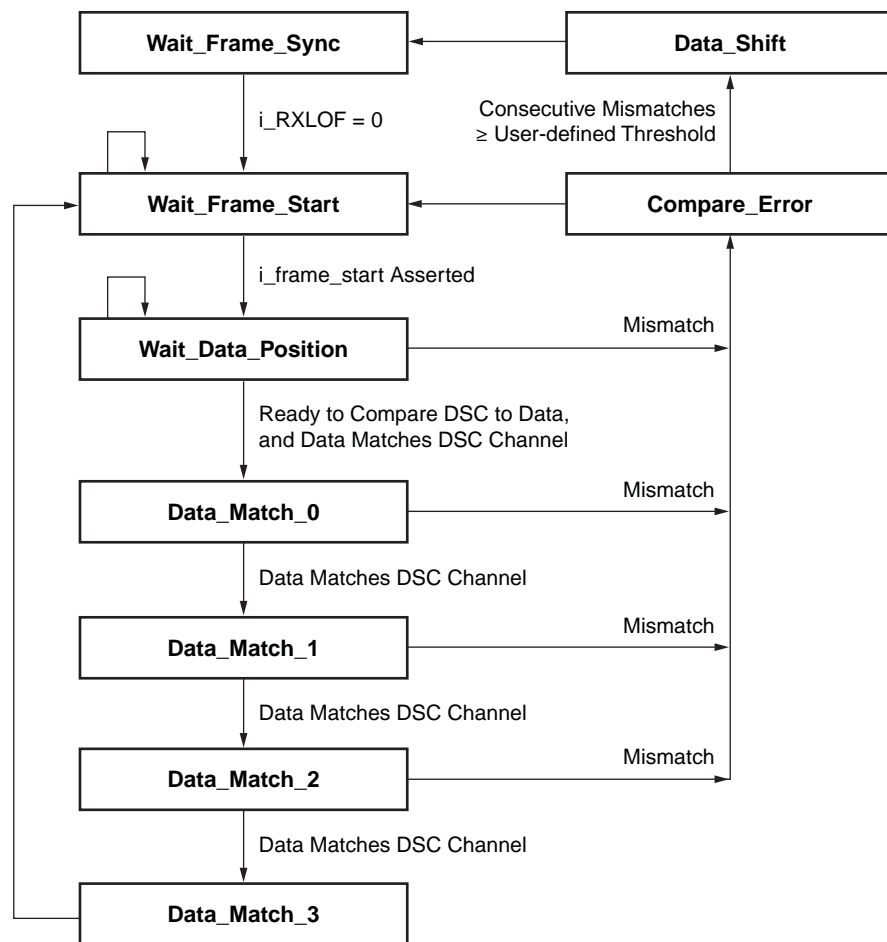 Wait_Frame_Sync
Data_Shift
i_RXLOF = 0
Consecutive Mismatches
≥ User-defined Threshold
Wait_Frame_Start
Compare_Error
i_frame_start Asserted
Wait_Data_Position
Mismatch
Ready to Compare DSC to Data,
and Data Matches DSC Channel
Data_Match_0
Mismatch
Data Matches DSC Channel
Data_Match_1
Mismatch
Data Matches DSC Channel
Data_Match_2
Mismatch
Data Matches DSC Channel
Data_Match_3